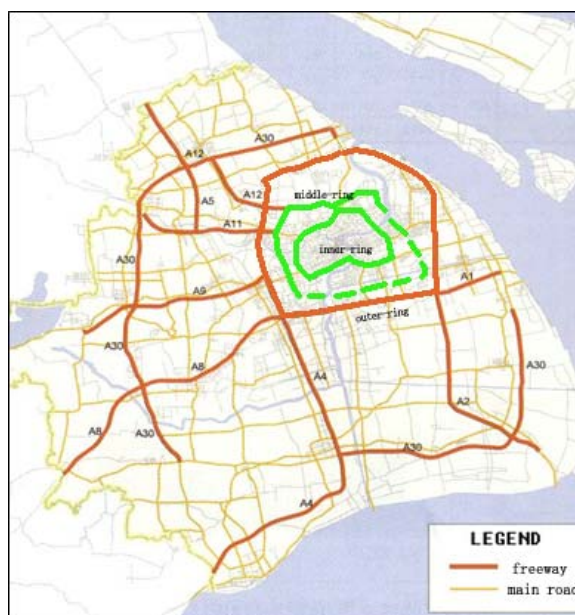 A30
A12
middle-ring
A12
A5
A11
inner-ring
A30
A1
A9
outer-ring
A30
A8
A4
A30
A2
A8
A30
A30
A4
LEGEND
freeway
main road